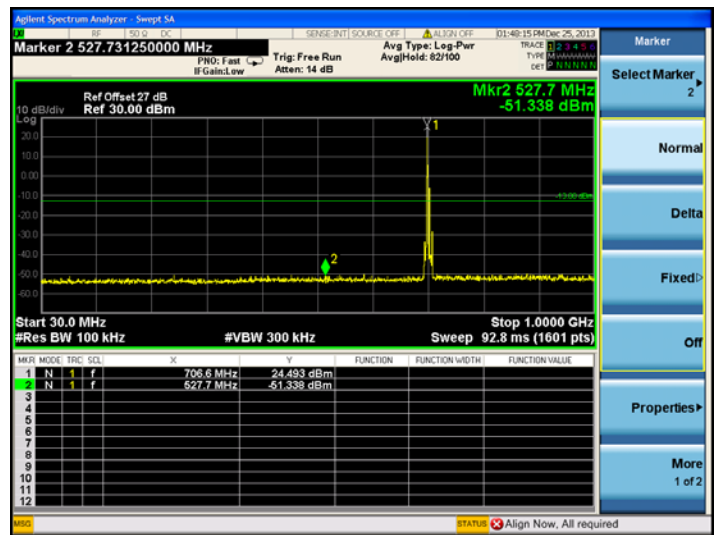 Agilent Spectrum Analyzer - Swept SA
RF 50 Ω DC SENSE:INT SOURCE OFF ALIGN OFF 01:48:15 PM Dec 25, 2013
Marker 2 527.731250000 MHz
PNO: Fast
IFGain:Low
Trig: Free Run
Atten: 14 dB
Avg Type: Log-Pwr
Avg|Hold: 82/100
TRACE 1 2 3 4 5 6
TYPE
DET P N N N N N
Ref Offset 27 dB
Ref 30.00 dBm
10 dB/div
Log
Mkr2 527.7 MHz
-51.338 dBm
1
20.0
10.0
0.00
-10.0
-13.00 dBm
-20.0
-30.0
-40.0
2
-50.0
-60.0
Start 30.0 MHz Stop 1.0000 GHz
#Res BW 100 kHz #VBW 300 kHz Sweep 92.8 ms (1601 pts)
MKR MODE TRC SCL X Y FUNCTION FUNCTION WIDTH FUNCTION VALUE
1 N 1 f 706.6 MHz 24.493 dBm
2 N 1 f 527.7 MHz -51.338 dBm
3
4
5
6
7
8
9
10
11
12
MSG STATUS Align Now, All required
Marker
Select Marker
2
Normal
Delta
Fixed
Off
Properties
More
1 of 2